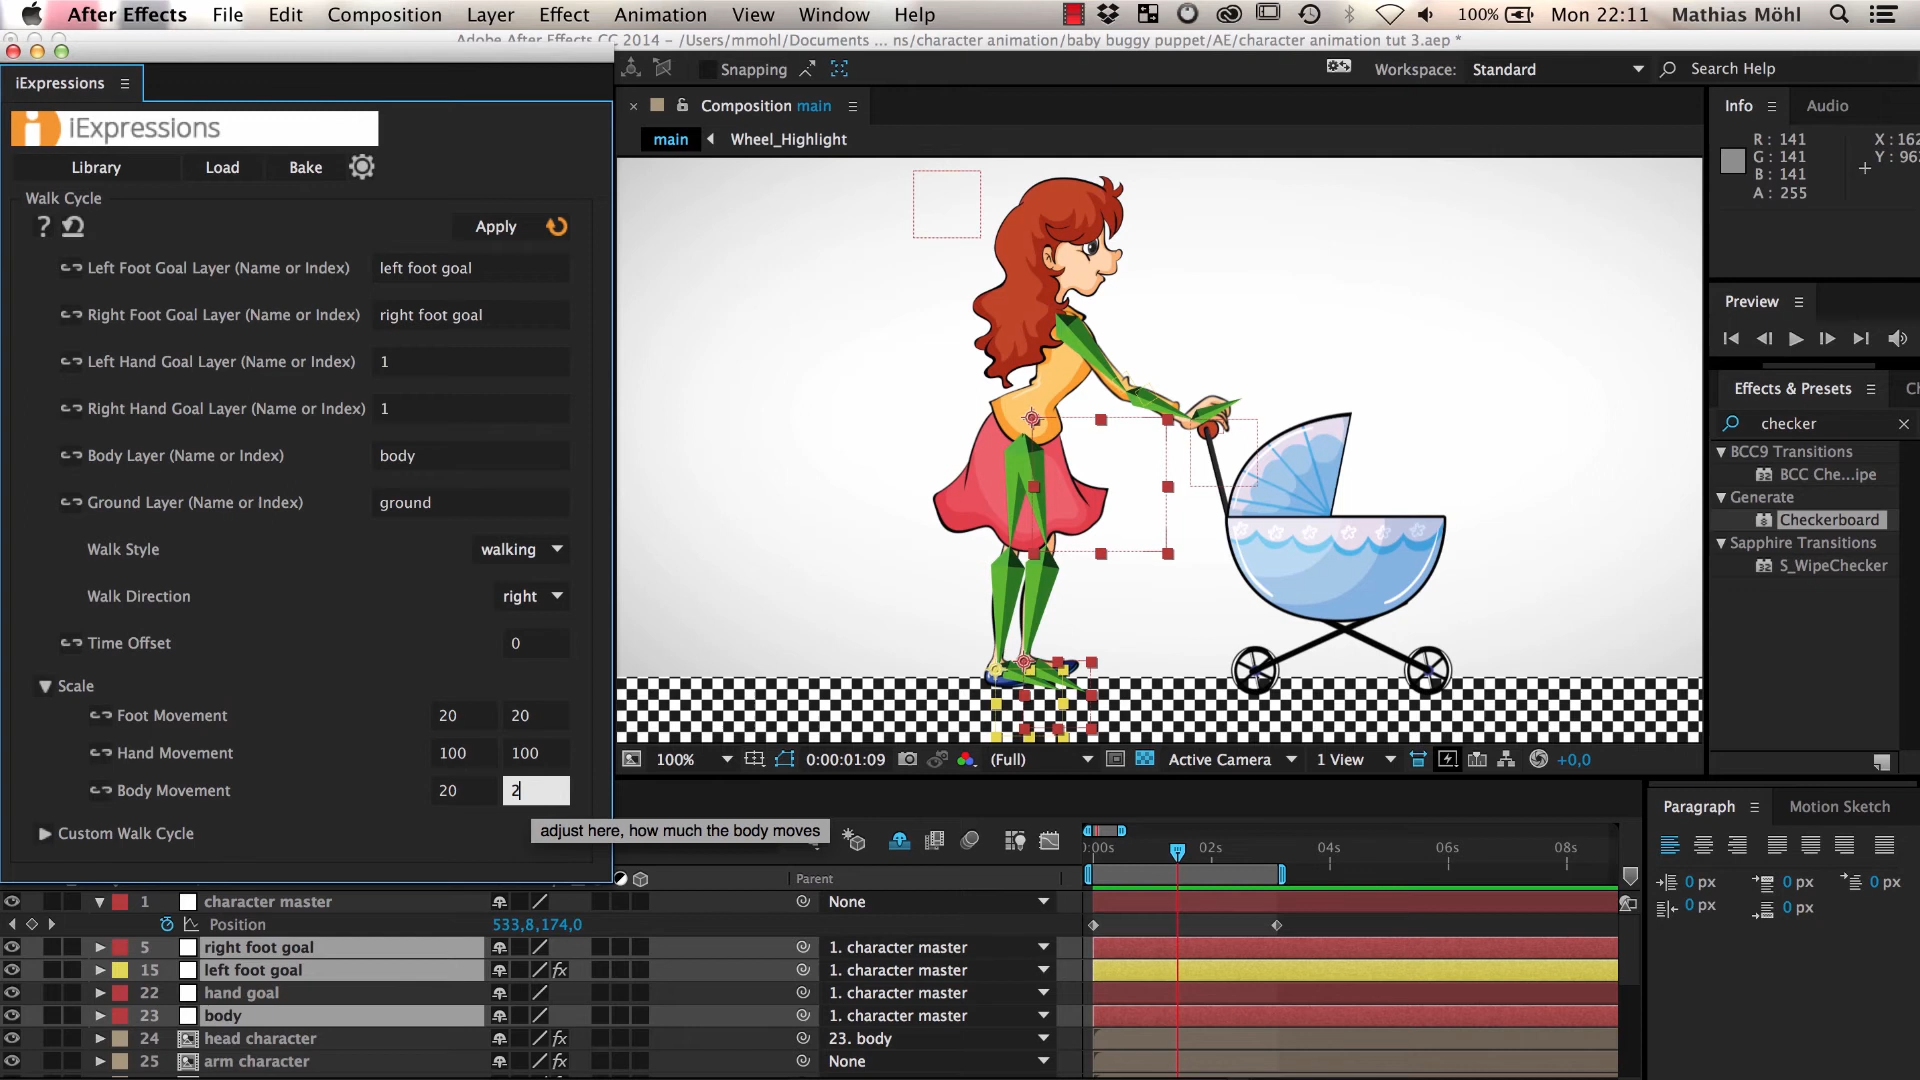 After Effects File Edit Composition Layer Effect Animation View Window Help 100% Mon 22:11 Mathias Möhl
Adobe After Effects CC 2014 - /Users/mmohl/Documents ... ns/character animation/baby buggy puppet/AE/character animation tut 3.aep *
iExpressions
iExpressions
Library Load Bake
Walk Cycle
? Apply
Left Foot Goal Layer (Name or Index) left foot goal
Right Foot Goal Layer (Name or Index) right foot goal
Left Hand Goal Layer (Name or Index) 1
Right Hand Goal Layer (Name or Index) 1
Body Layer (Name or Index) body
Ground Layer (Name or Index) ground
Walk Style walking
Walk Direction right
Time Offset 0
Scale
Foot Movement 20 20
Hand Movement 100 100
Body Movement 20 2
Custom Walk Cycle
adjust here, how much the body moves
Snapping Workspace: Standard Search Help
Composition main
main Wheel_Highlight
100% 0:00:01:09 (Full) Active Camera 1 View +0,0
Info Audio
R: 141 X: 162
G: 141 Y: 962
B: 141
A: 255
Preview
Effects & Presets
checker
BCC9 Transitions
BCC Che...ipe
Generate
Checkerboard
Sapphire Transitions
S_WipeChecker
Paragraph Motion Sketch
0 px 0 px 0 px
0 px 0 px
):00s 02s 04s 06s 08s
Parent
1 character master None
Position 533,8,174,0
5 right foot goal 1. character master
15 left foot goal fx 1. character master
22 hand goal 1. character master
23 body 1. character master
24 head character fx 23. body
25 arm character fx None